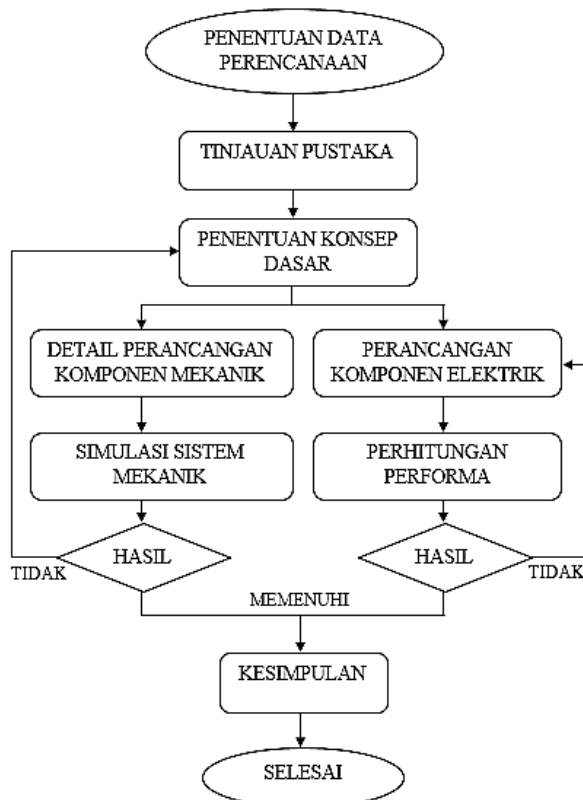 PENENTUAN DATA
PERENCANAAN
TINJAUAN PUSTAKA
PENENTUAN KONSEP
DASAR
DETAIL PERANCANGAN
KOMPONEN MEKANIK
PERANCANGAN
KOMPONEN ELEKTRIK
SIMULASI SISTEM
MEKANIK
PERHITUNGAN
PERFORMA
HASIL
HASIL
TIDAK
TIDAK
MEMENUHI
KESIMPULAN
SELESAI